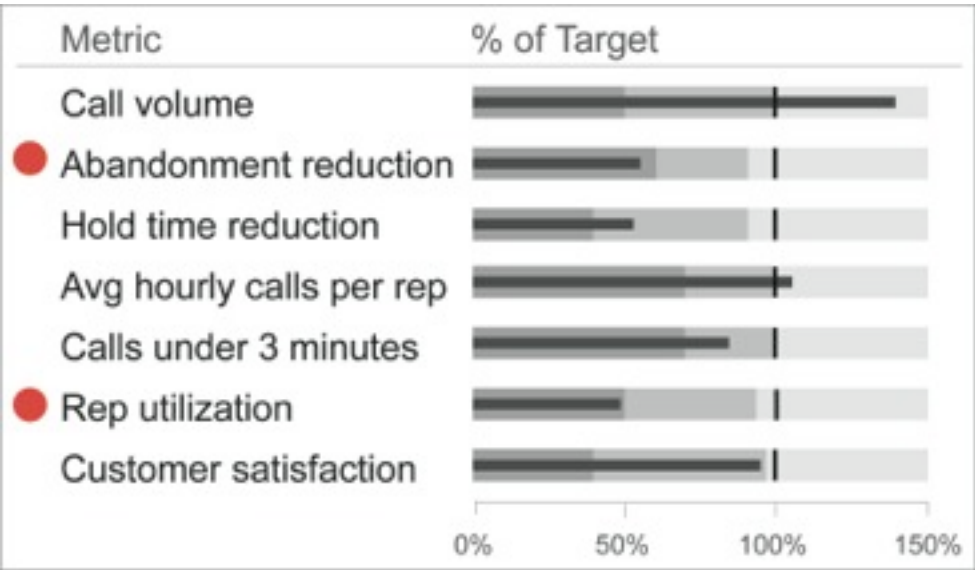 Metric % of Target
Call volume
Abandonment reduction
Hold time reduction
Avg hourly calls per rep
Calls under 3 minutes
Rep utilization
Customer satisfaction
0% 50% 100% 150%